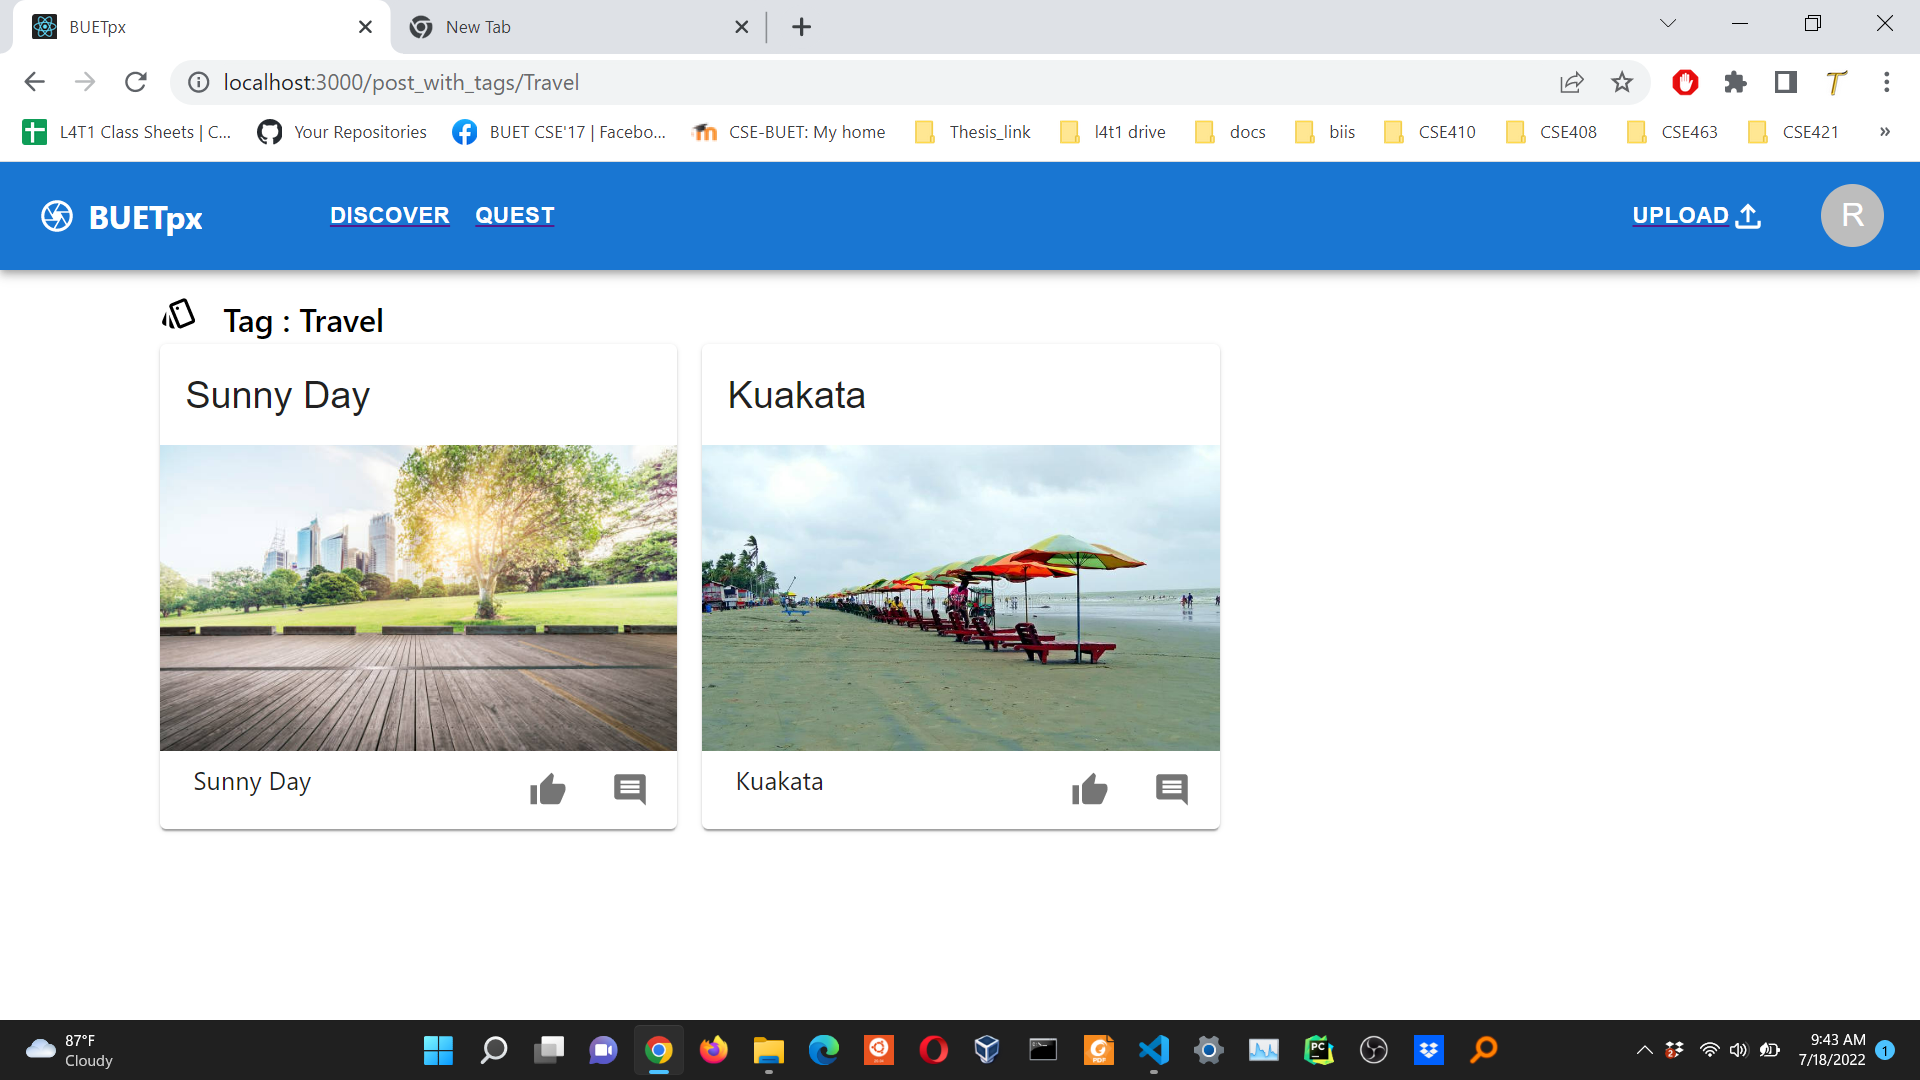 BUETpx
New Tab
localhost:3000/post_with_tags/Travel
L4T1 Class Sheets | C...
Your Repositories
BUET CSE'17 | Facebo...
CSE-BUET: My home
Thesis_link
l4t1 drive
docs
biis
CSE410
CSE408
CSE463
CSE421
»
BUETpx
DISCOVER
QUEST
UPLOAD
R
Tag : Travel
Sunny Day
Kuakata
Sunny Day
Kuakata
87°F
Cloudy
9:43 AM
7/18/2022
1